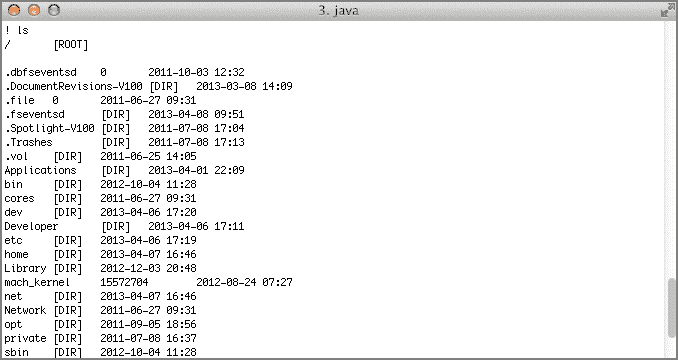 3. java
! ls
/ [ROOT]
.dbfseventsd 0 2011-10-03 12:32
.DocumentRevisions-V100 [DIR] 2013-03-08 14:09
.file 0 2011-06-27 09:31
.fseventsd [DIR] 2013-04-08 09:51
.Spotlight-V100 [DIR] 2011-07-08 17:04
.Trashes [DIR] 2011-07-08 17:13
.vol [DIR] 2011-06-25 14:05
Applications [DIR] 2013-04-01 22:09
bin [DIR] 2012-10-04 11:28
cores [DIR] 2011-06-27 09:31
dev [DIR] 2013-04-06 17:20
Developer [DIR] 2013-04-06 17:11
etc [DIR] 2013-04-06 17:19
home [DIR] 2013-04-07 16:46
Library [DIR] 2012-12-03 20:48
mach_kernel 15572704 2012-08-24 07:27
net [DIR] 2013-04-07 16:46
Network [DIR] 2011-06-27 09:31
opt [DIR] 2011-09-05 18:56
private [DIR] 2011-07-08 16:37
sbin [DIR] 2012-10-04 11:28